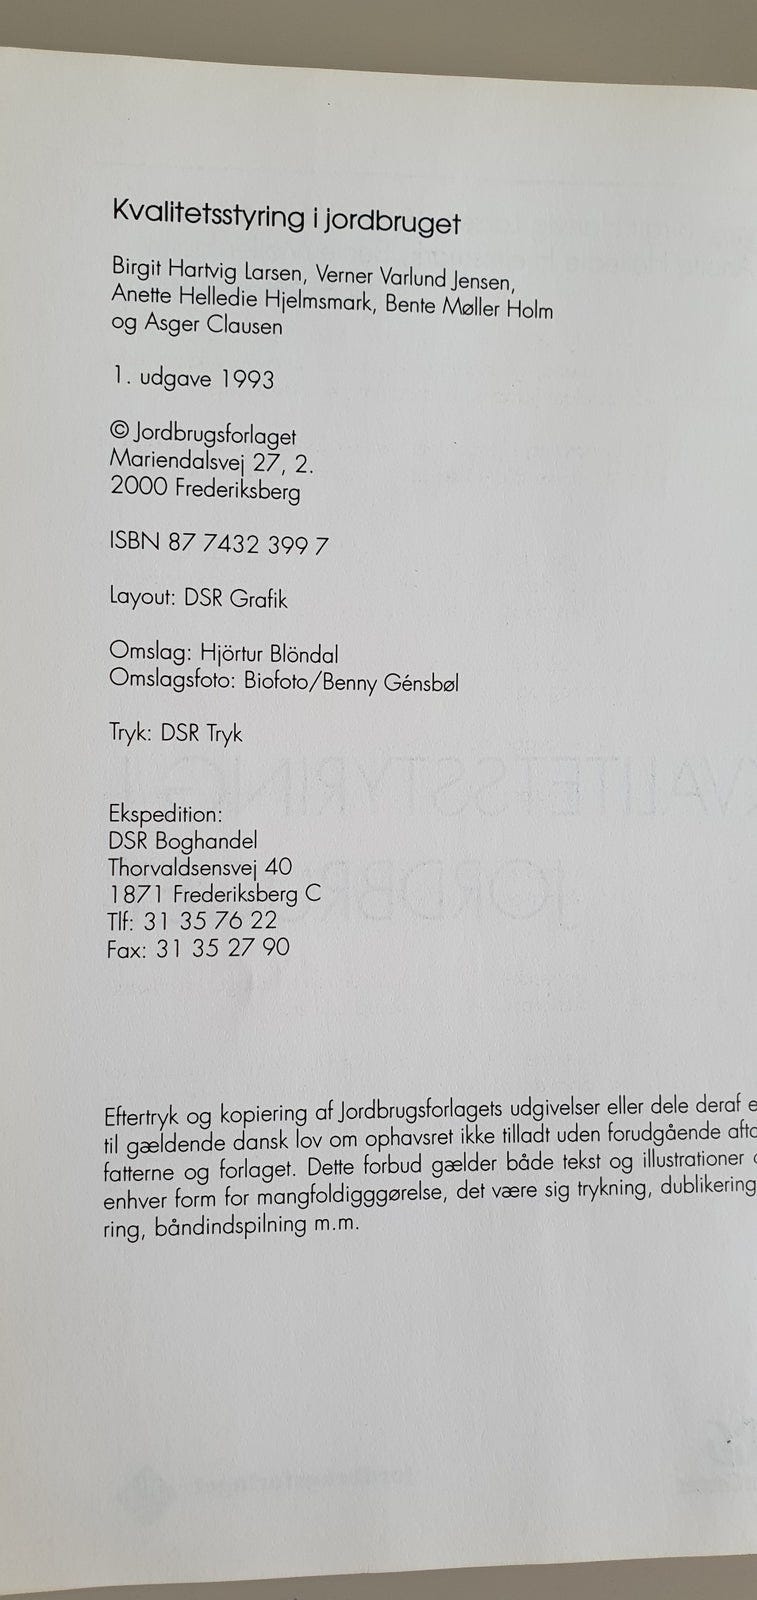 Kvalitetsstyring i jordbruget
Birgit Hartvig Larsen, Verner Varlund Jensen,
Anette Helledie Hjelmsmark, Bente Møller Holm
og Asger Clausen
1. udgave 1993
© Jordbrugsforlaget
Mariendalsvej 27, 2.
2000 Frederiksberg
ISBN 87 7432 399 7
Layout: DSR Grafik
Omslag: Hjörtur Blöndal
Omslagsfoto: Biofoto/Benny Génsbøl
Tryk: DSR Tryk
Ekspedition:
DSR Boghandel
Thorvaldsensvej 40
1871 Frederiksberg C
Tlf: 31 35 76 22
Fax: 31 35 27 90
Eftertryk og kopiering af Jordbrugsforlagets udgivelser eller dele deraf
til gældende dansk lov om ophavsret ikke tilladt uden forudgående
fatterne og forlaget. Dette forbud gælder både tekst og illustrationer
enhver form for mangfoldigggørelse, det være sig trykning, dublikering
ring, båndindspilning m.m.